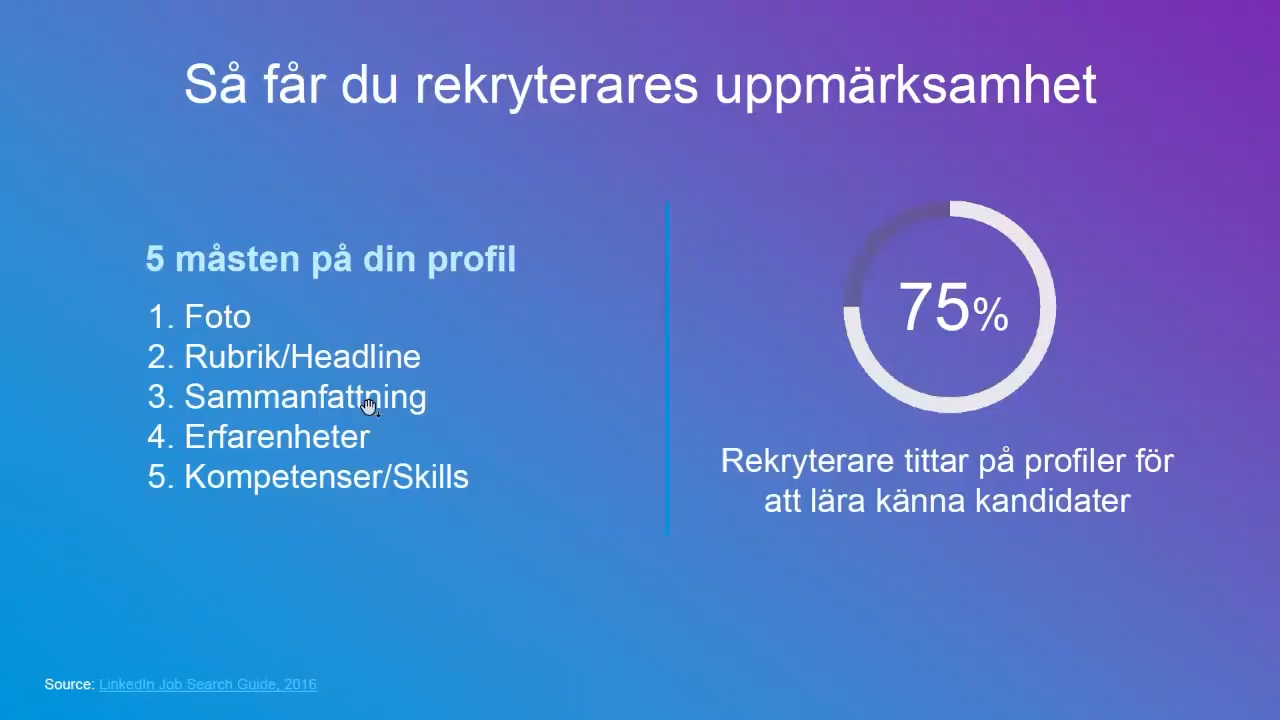 Så får du rekryterares uppmärksamhet
5 måsten på din profil
1. Foto
2. Rubrik/Headline
3. Sammanfattning
4. Erfarenheter
5. Kompetenser/Skills
75%
Rekryterare tittar på profiler för
att lära känna kandidater
Source: LinkedIn Job Search Guide, 2016